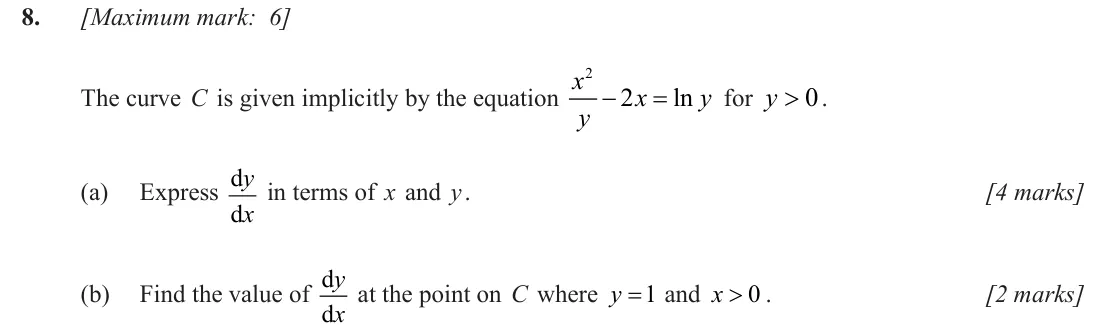 8. [Maximum mark: 6]
The curve C is given implicitly by the equation x²/y − 2x = ln y for y > 0.
(a) Express dy/dx in terms of x and y. [4 marks]
(b) Find the value of dy/dx at the point on C where y = 1 and x > 0. [2 marks]